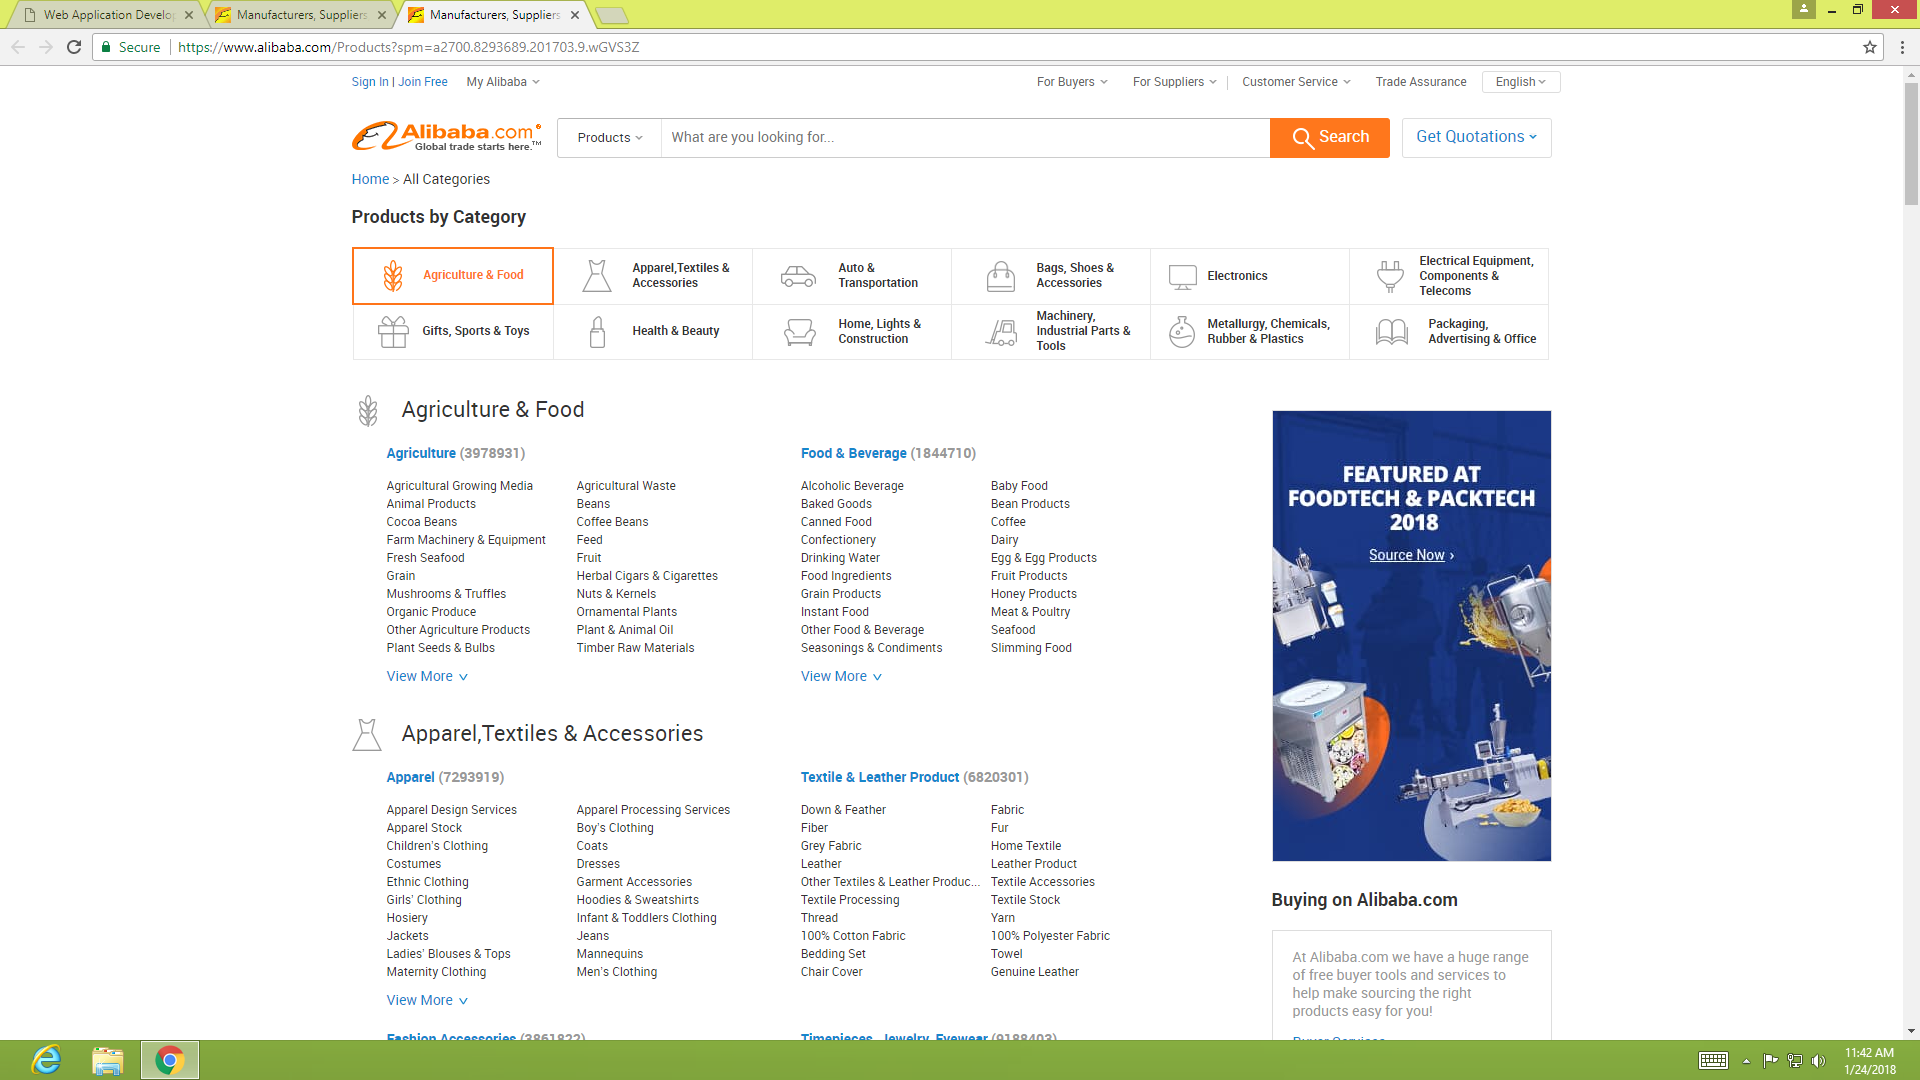 Web Application Develop
Manufacturers, Suppliers
Manufacturers, Suppliers
Secure
https://www.alibaba.com/Products?spm=a2700.8293689.201703.9.wGVS3Z
Sign In | Join Free My Alibaba
For Buyers For Suppliers Customer Service Trade Assurance English
Alibaba.com
Global trade starts here.™
Products
What are you looking for...
Search
Get Quotations
Home > All Categories
Products by Category
Agriculture & Food
Apparel,Textiles &
Accessories
Auto &
Transportation
Bags, Shoes &
Accessories
Electronics
Electrical Equipment,
Components &
Telecoms
Gifts, Sports & Toys
Health & Beauty
Home, Lights &
Construction
Machinery,
Industrial Parts &
Tools
Metallurgy, Chemicals,
Rubber & Plastics
Packaging,
Advertising & Office
Agriculture & Food
Agriculture (3978931)
Agricultural Growing Media Agricultural Waste
Animal Products Beans
Cocoa Beans Coffee Beans
Farm Machinery & Equipment Feed
Fresh Seafood Fruit
Grain Herbal Cigars & Cigarettes
Mushrooms & Truffles Nuts & Kernels
Organic Produce Ornamental Plants
Other Agriculture Products Plant & Animal Oil
Plant Seeds & Bulbs Timber Raw Materials
View More
Food & Beverage (1844710)
Alcoholic Beverage Baby Food
Baked Goods Bean Products
Canned Food Coffee
Confectionery Dairy
Drinking Water Egg & Egg Products
Food Ingredients Fruit Products
Grain Products Honey Products
Instant Food Meat & Poultry
Other Food & Beverage Seafood
Seasonings & Condiments Slimming Food
View More
Apparel,Textiles & Accessories
Apparel (7293919)
Apparel Design Services Apparel Processing Services
Apparel Stock Boy's Clothing
Children's Clothing Coats
Costumes Dresses
Ethnic Clothing Garment Accessories
Girls' Clothing Hoodies & Sweatshirts
Hosiery Infant & Toddlers Clothing
Jackets Jeans
Ladies' Blouses & Tops Mannequins
Maternity Clothing Men's Clothing
View More
Textile & Leather Product (6820301)
Down & Feather Fabric
Fiber Fur
Grey Fabric Home Textile
Leather Leather Product
Other Textiles & Leather Produc... Textile Accessories
Textile Processing Textile Stock
Thread Yarn
100% Cotton Fabric 100% Polyester Fabric
Bedding Set Towel
Chair Cover Genuine Leather
Fashion Accessories (3861822)
Timepieces, Jewelry, Eyewear (9188403)
FEATURED AT
FOODTECH & PACKTECH
2018
Source Now ›
Buying on Alibaba.com
At Alibaba.com we have a huge range
of free buyer tools and services to
help make sourcing the right
products easy for you!
Buyer Services
11:42 AM
1/24/2018